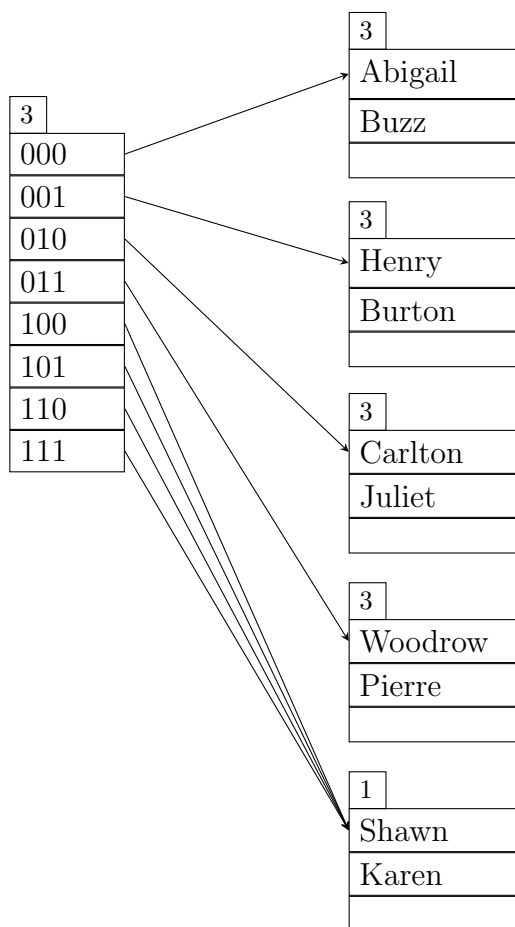 3
000
001
010
011
100
101
110
111
3
Abigail
Buzz
3
Henry
Burton
3
Carlton
Juliet
3
Woodrow
Pierre
1
Shawn
Karen